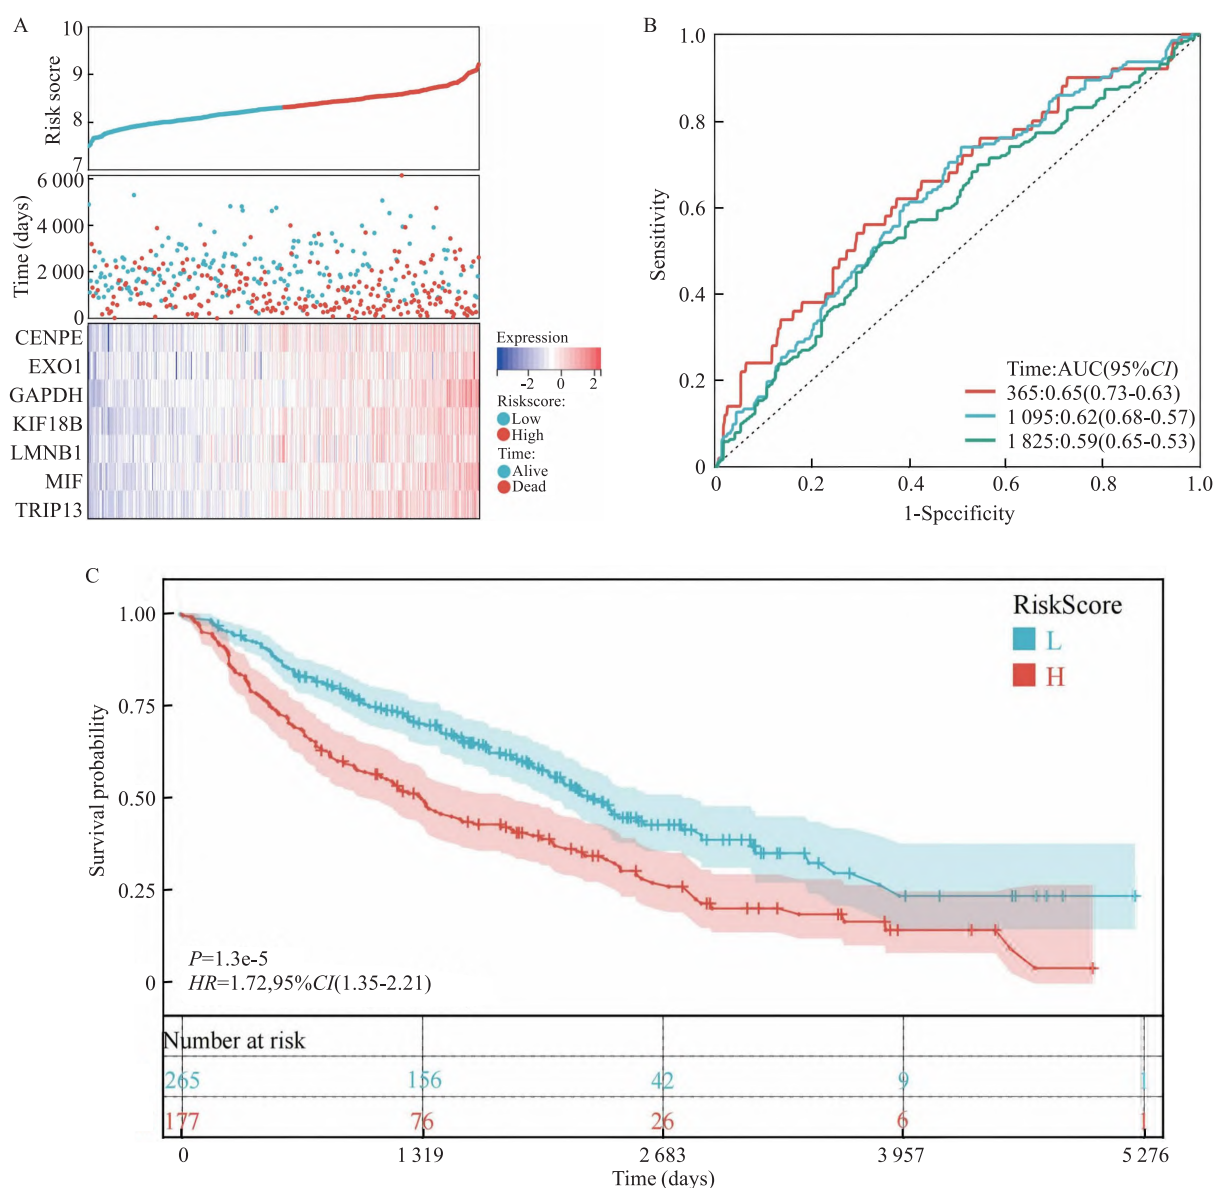 A
10
9
8
7
Risk socre
6 000
4 000
2 000
0
Time (days)
CENPE
EXO1
GAPDH
KIF18B
LMNB1
MIF
TRIP13
Expression
-2 0 2
Riskscore:
Low
High
Time:
Alive
Dead
B
1.0
0.8
0.6
0.4
0.2
0
Sensitivity
Time:AUC(95%CI)
365:0.65(0.73-0.63)
1 095:0.62(0.68-0.57)
1 825:0.59(0.65-0.53)
0 0.2 0.4 0.6 0.8 1.0
1-Spccificity
C
1.00
0.75
0.50
0.25
0
Survival probability
RiskScore
L
H
P=1.3e-5
HR=1.72,95%CI(1.35-2.21)
Number at risk
265 156 42 9 1
177 76 26 6 1
0 1 319 2 683 3 957 5 276
Time (days)